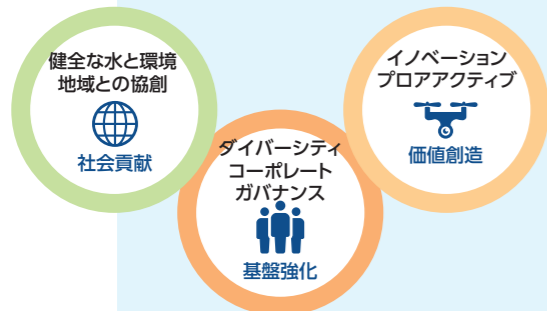 健全な水と環境
地域との協創
社会貢献
ダイバーシティ
コーポレート
ガバナンス
基盤強化
イノベーション
プロアアクティブ
価値創造